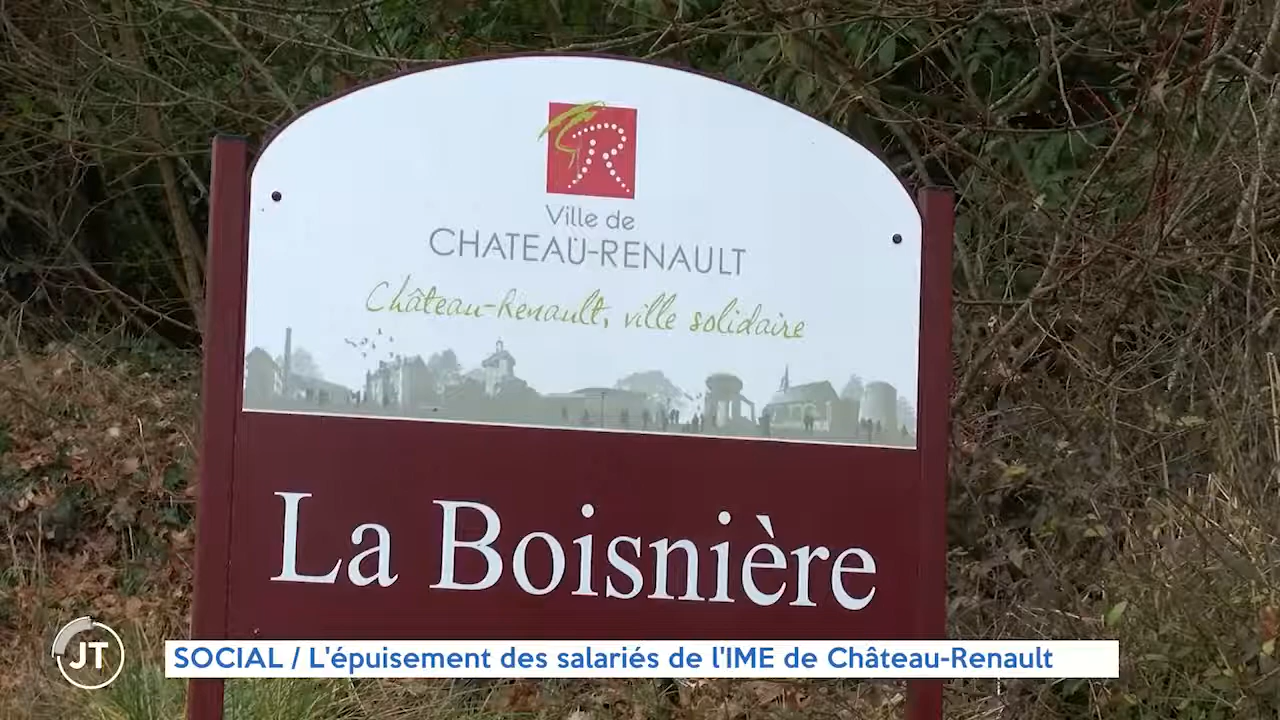 R
Ville de
CHATEAÜ-RENAULT
Château-Renault, ville solidaire
La Boisnière
JT
SOCIAL / L'épuisement des salariés de l'IME de Château-Renault